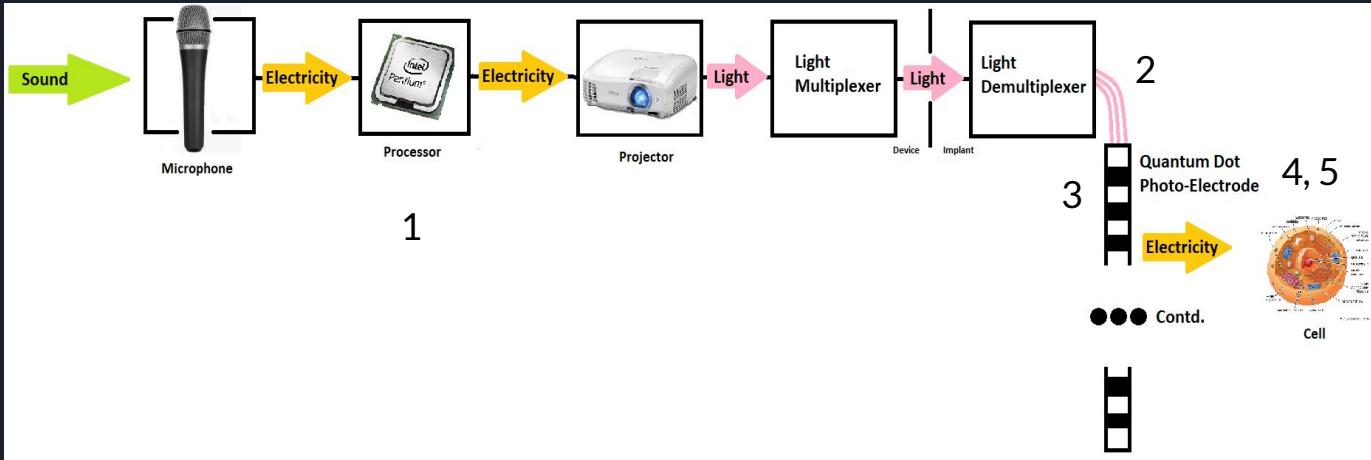 Sound
Microphone
Electricity
intel
Pentium
Processor
Electricity
Projector
Light
Light
Multiplexer
Device
Light
Implant
Light
Demultiplexer
2
1
3
Quantum Dot
Photo-Electrode
4, 5
Electricity
Cell
Contd.